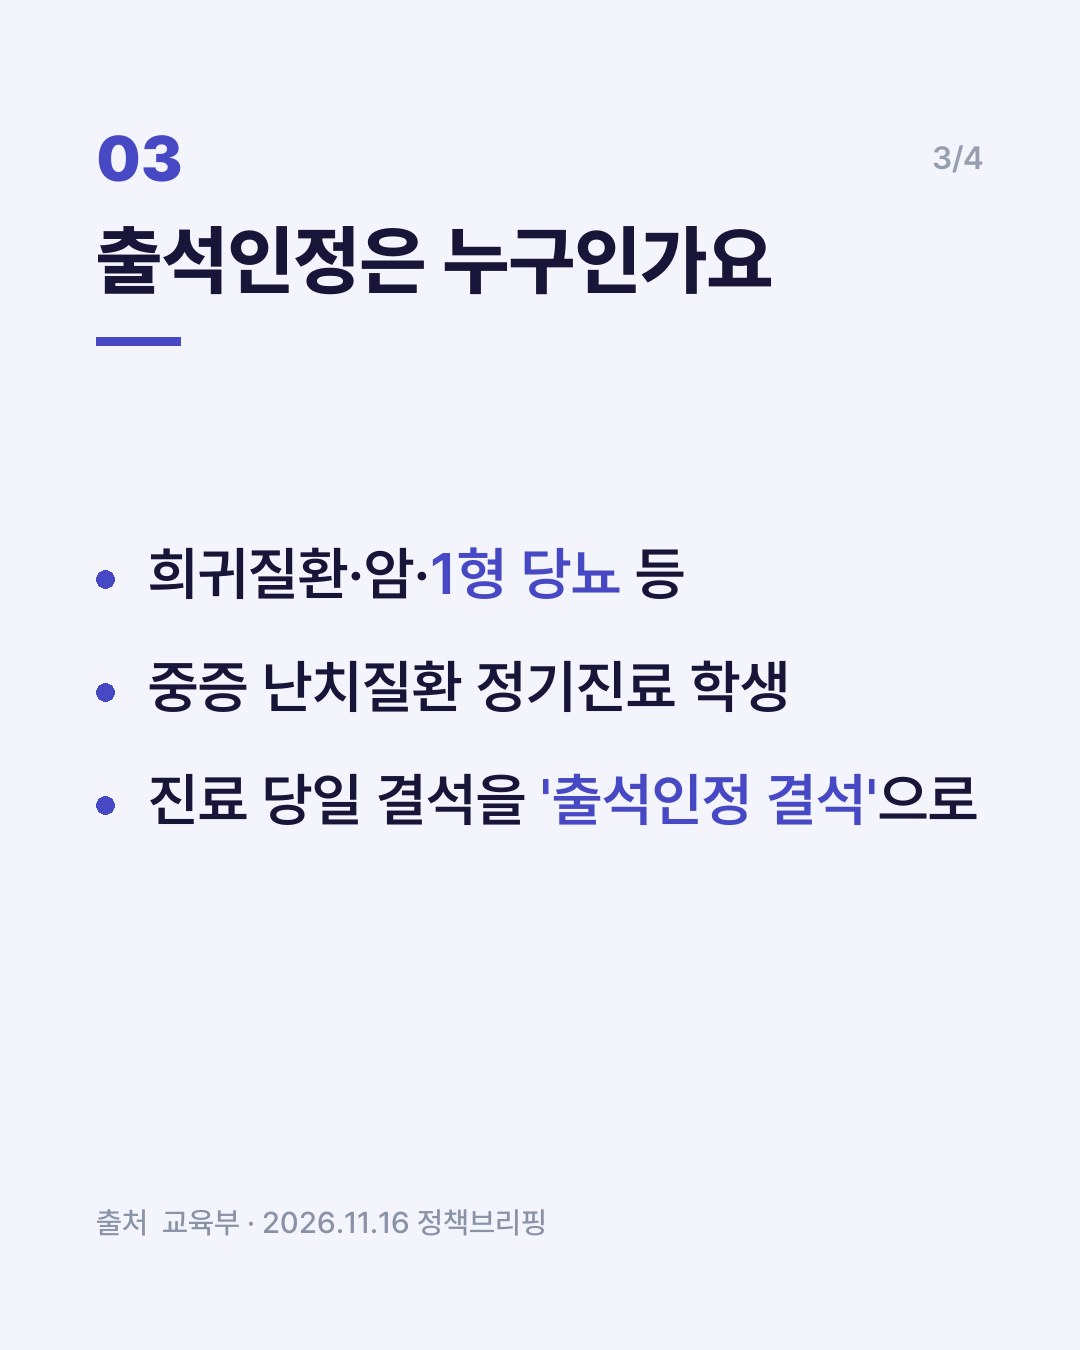 03
3/4
출석인정은 누구인가요
희귀질환·암·1형 당뇨 등
중증 난치질환 정기진료 학생
진료 당일 결석을 '출석인정 결석'으로
출처 교육부 · 2026.11.16 정책브리핑